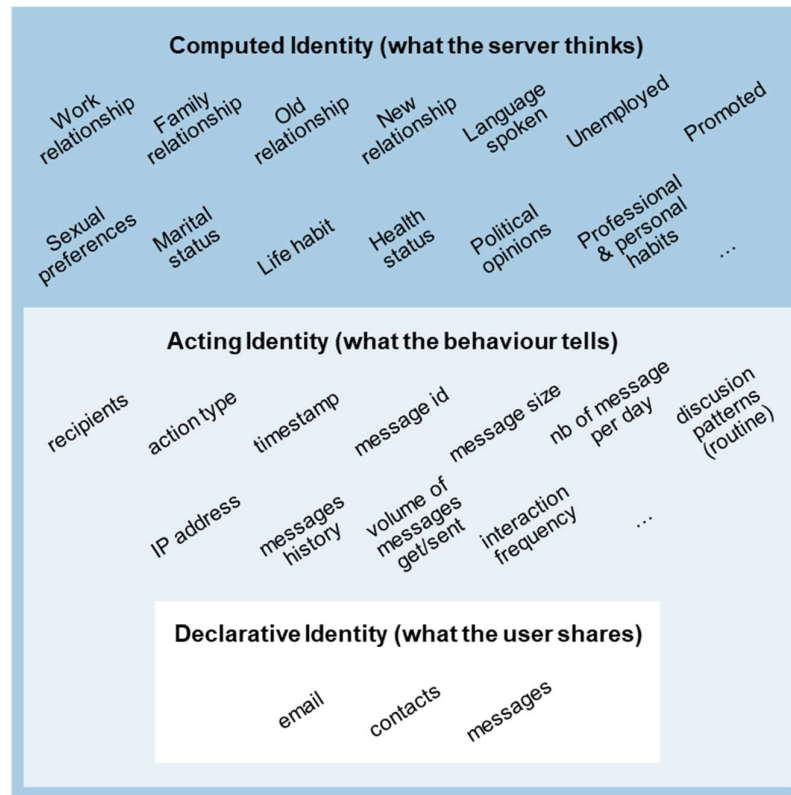 Computed Identity (what the server thinks)
Work
relationship
Family
relationship
Old
relationship
New
relationship
Language
spoken
Unemployed
Promoted
Sexual
preferences
Marital
status
Life habit
Health
status
Political
opinions
Professional
& personal
habits
...
Acting Identity (what the behaviour tells)
recipients
action type
timestamp
message id
message size
nb of message
per day
discusion
patterns
(routine)
IP address
messages
history
volume of
messages
get/sent
interaction
frequency
...
Declarative Identity (what the user shares)
email
contacts
messages